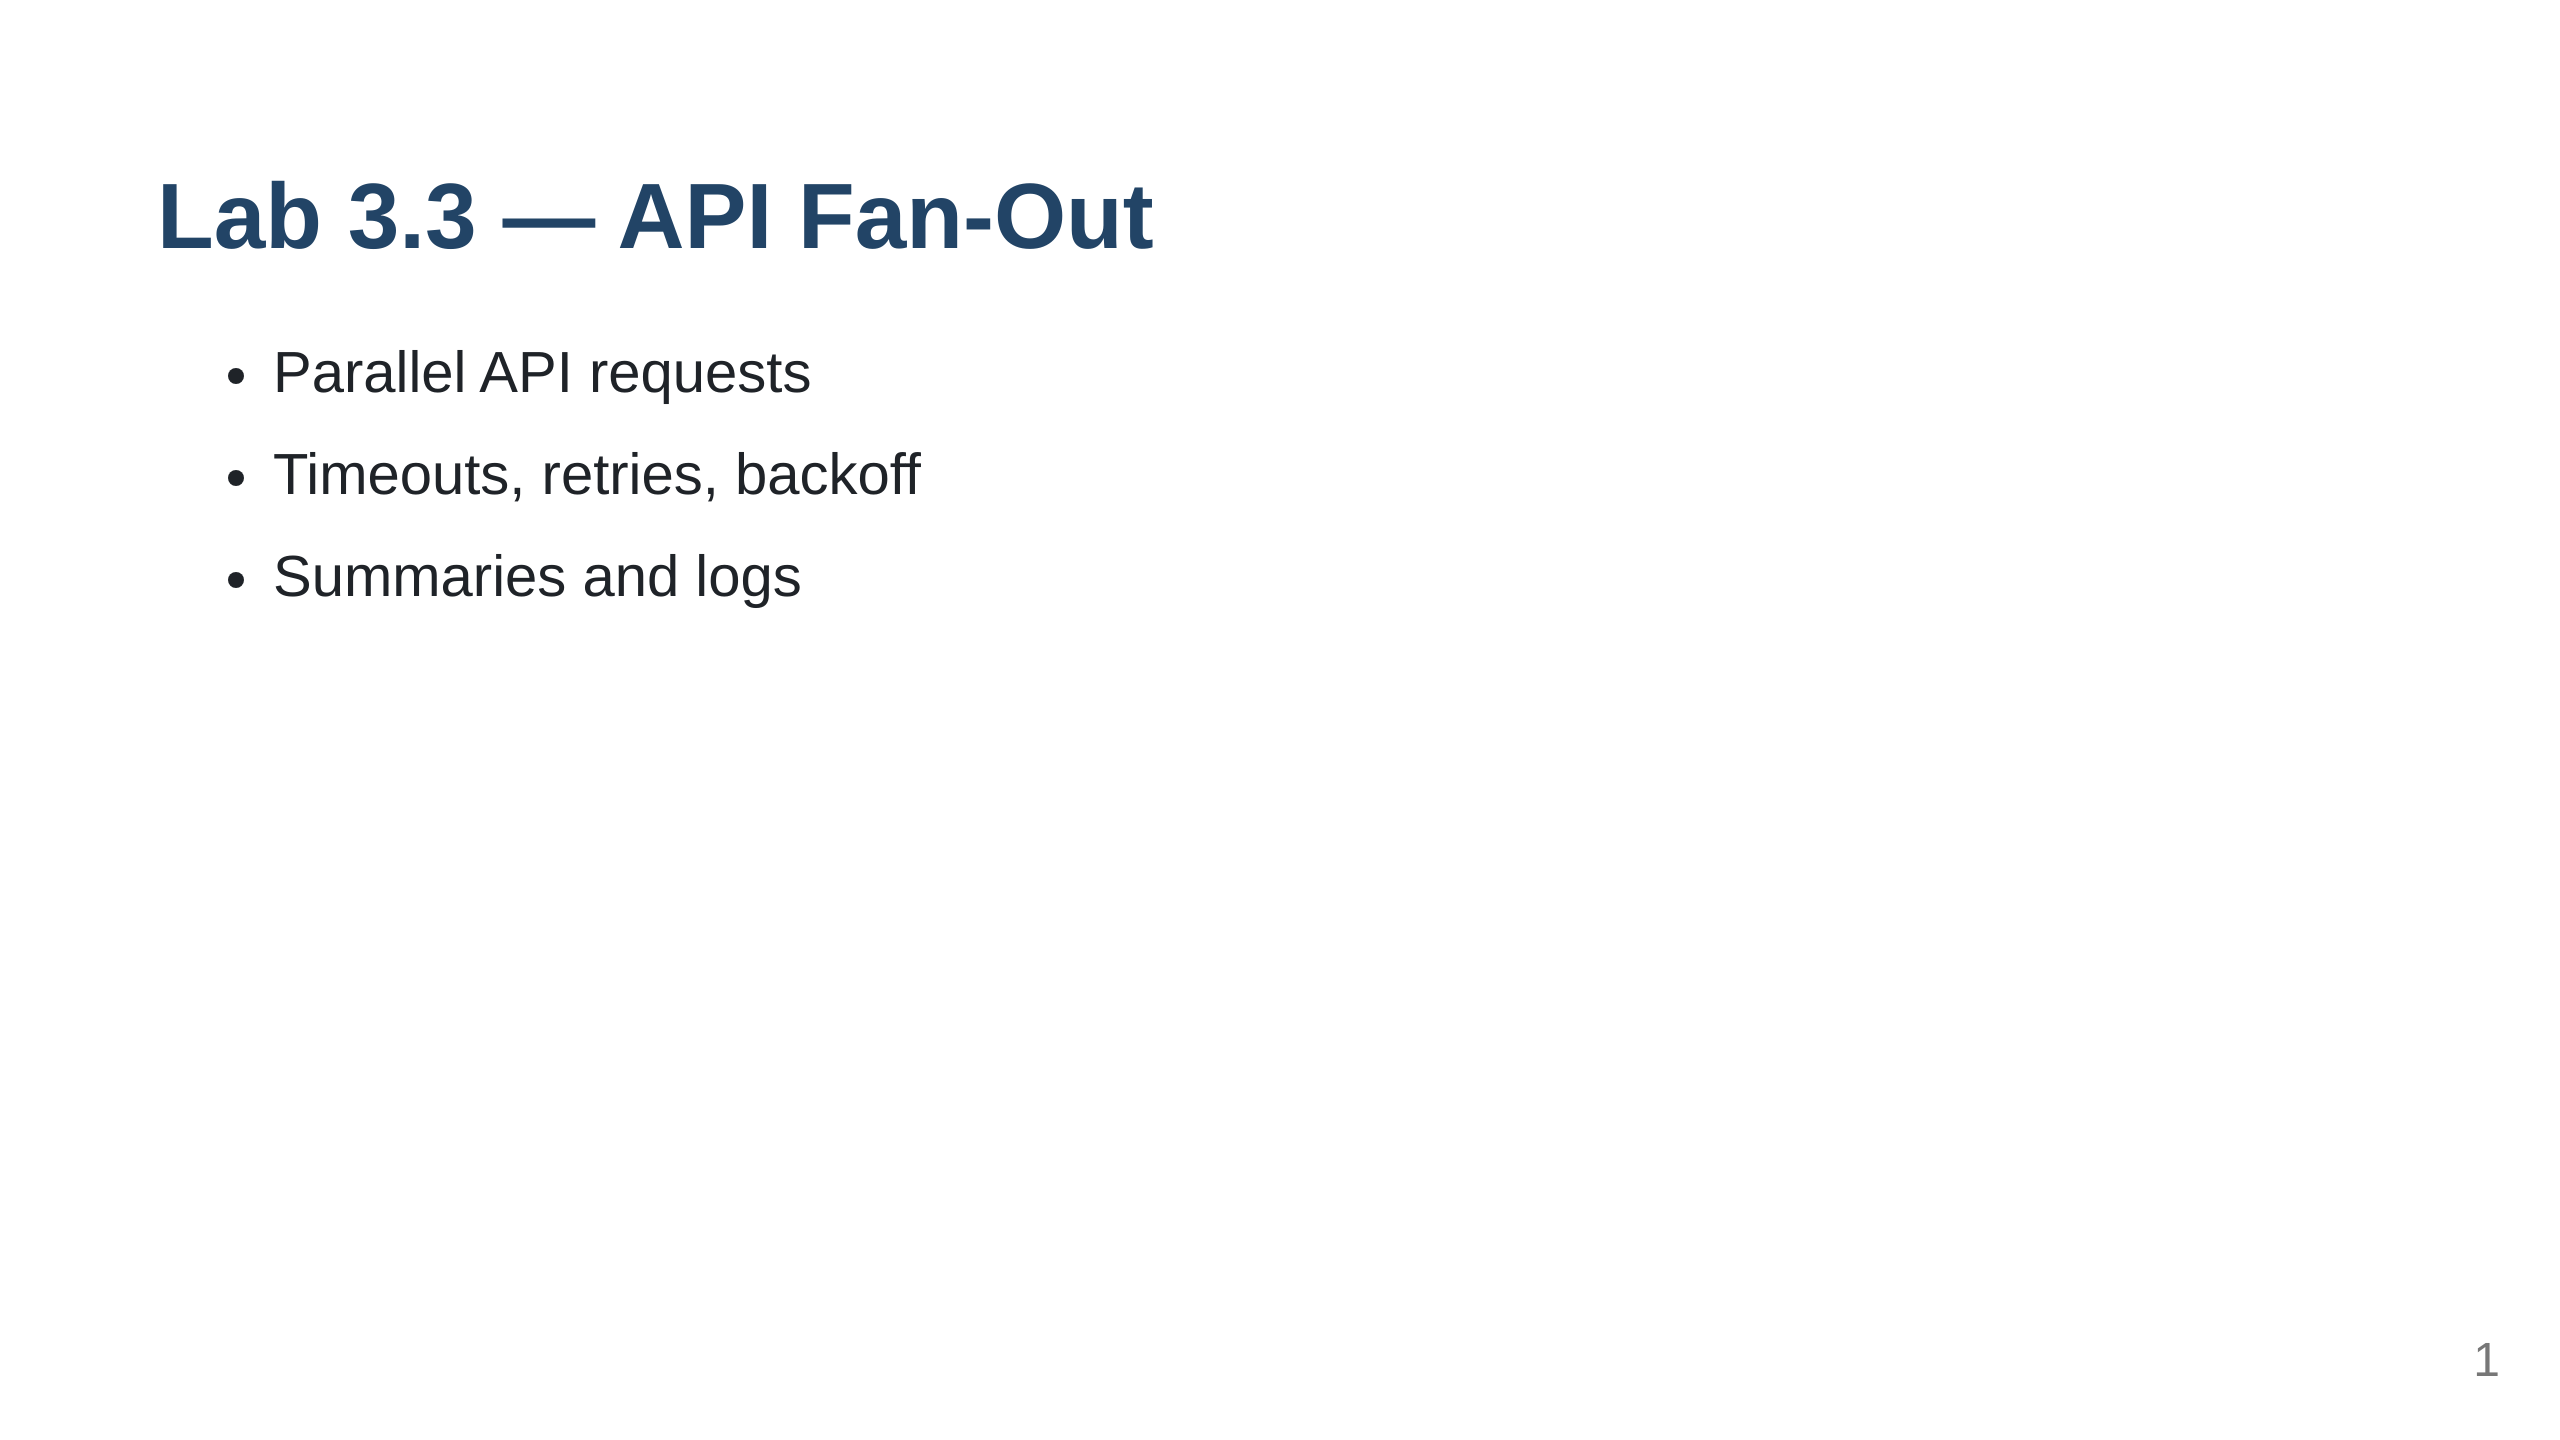 Lab 3.3 — API Fan-Out
• Parallel API requests
• Timeouts, retries, backoff
• Summaries and logs
1